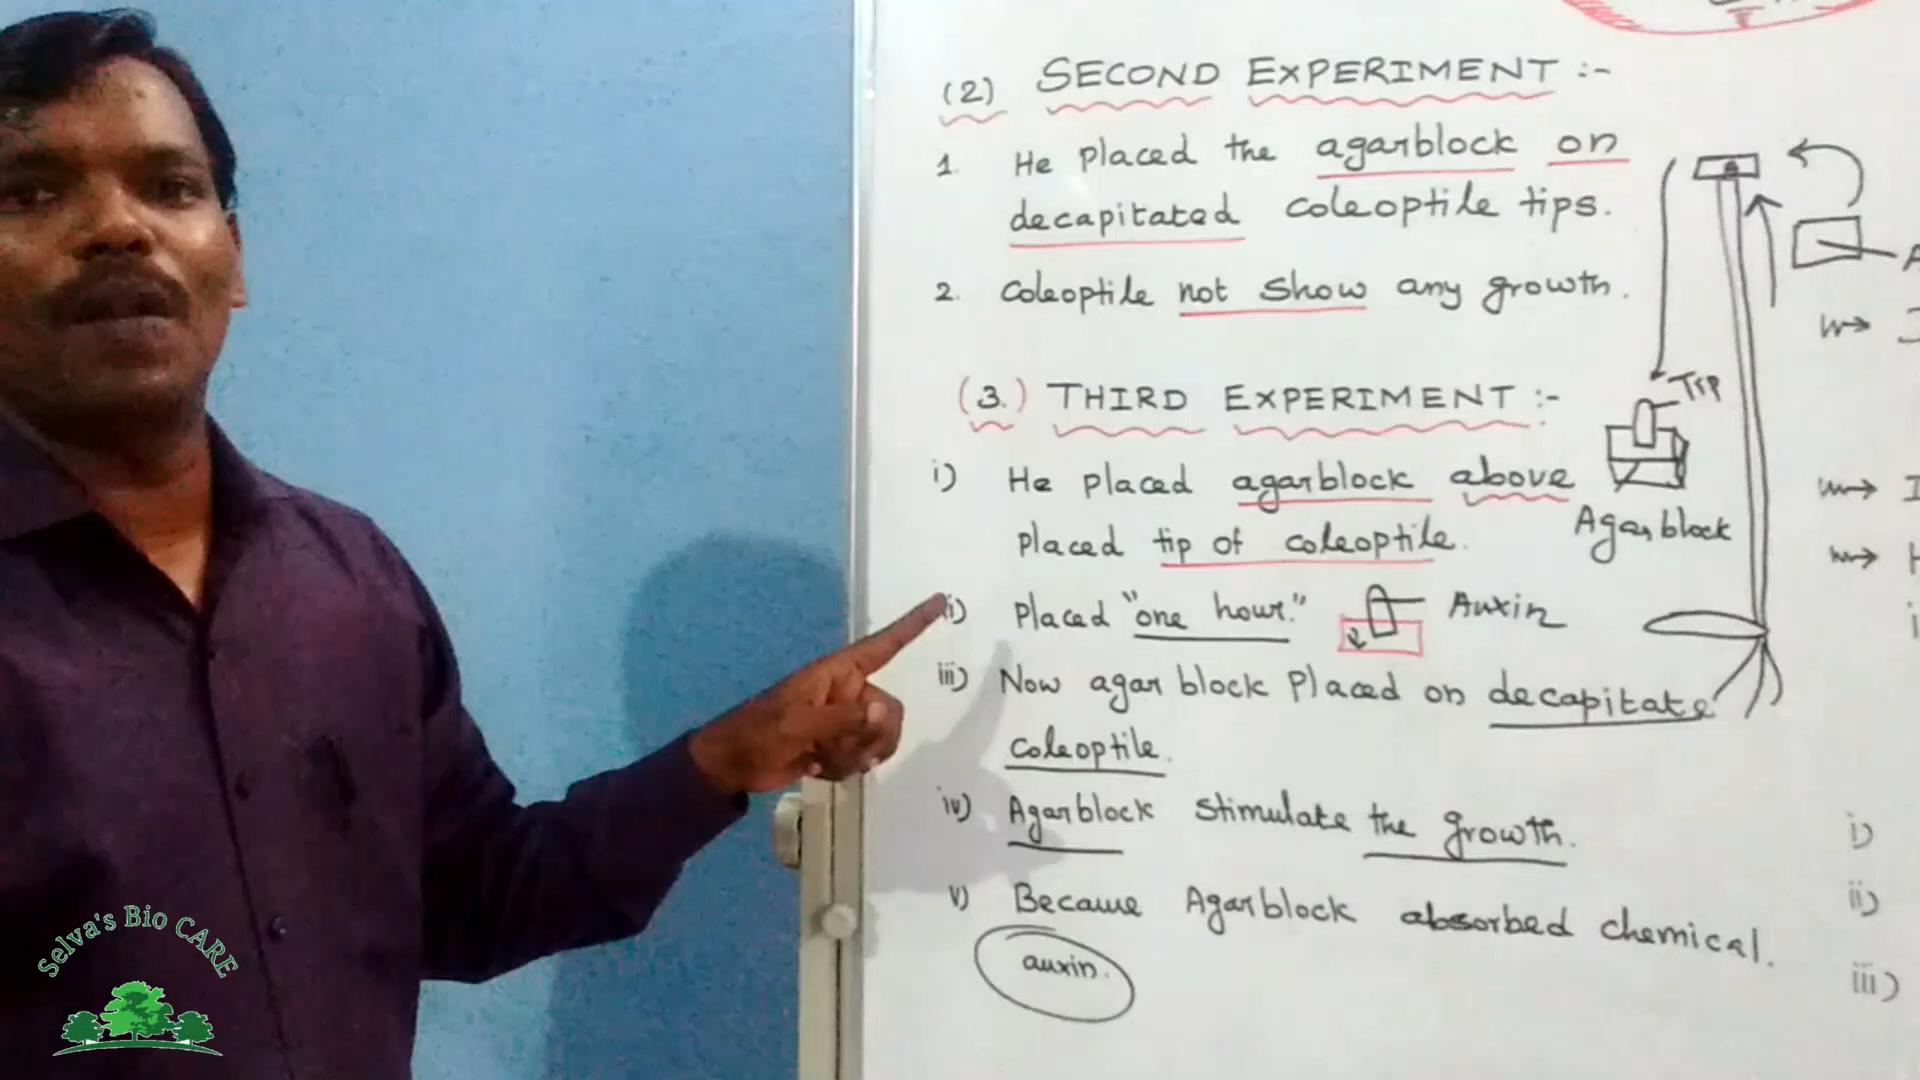 (2) SECOND EXPERIMENT :-
1. He placed the agarblock on
decapitated coleoptile tips.
2. Coleoptile not show any growth.
(3.) THIRD EXPERIMENT :-
i) He placed agarblock above
placed tip of coleoptile.
ii) Placed "one hour." Auxin
iii) Now agar block placed on decapitate
coleoptile.
iv) Agarblock stimulate the growth.
v) Because Agarblock absorbed chemical.
auxin.
Tip
Agarblock
A
I
H
i)
ii)
iii)
Selva's Bio CARE